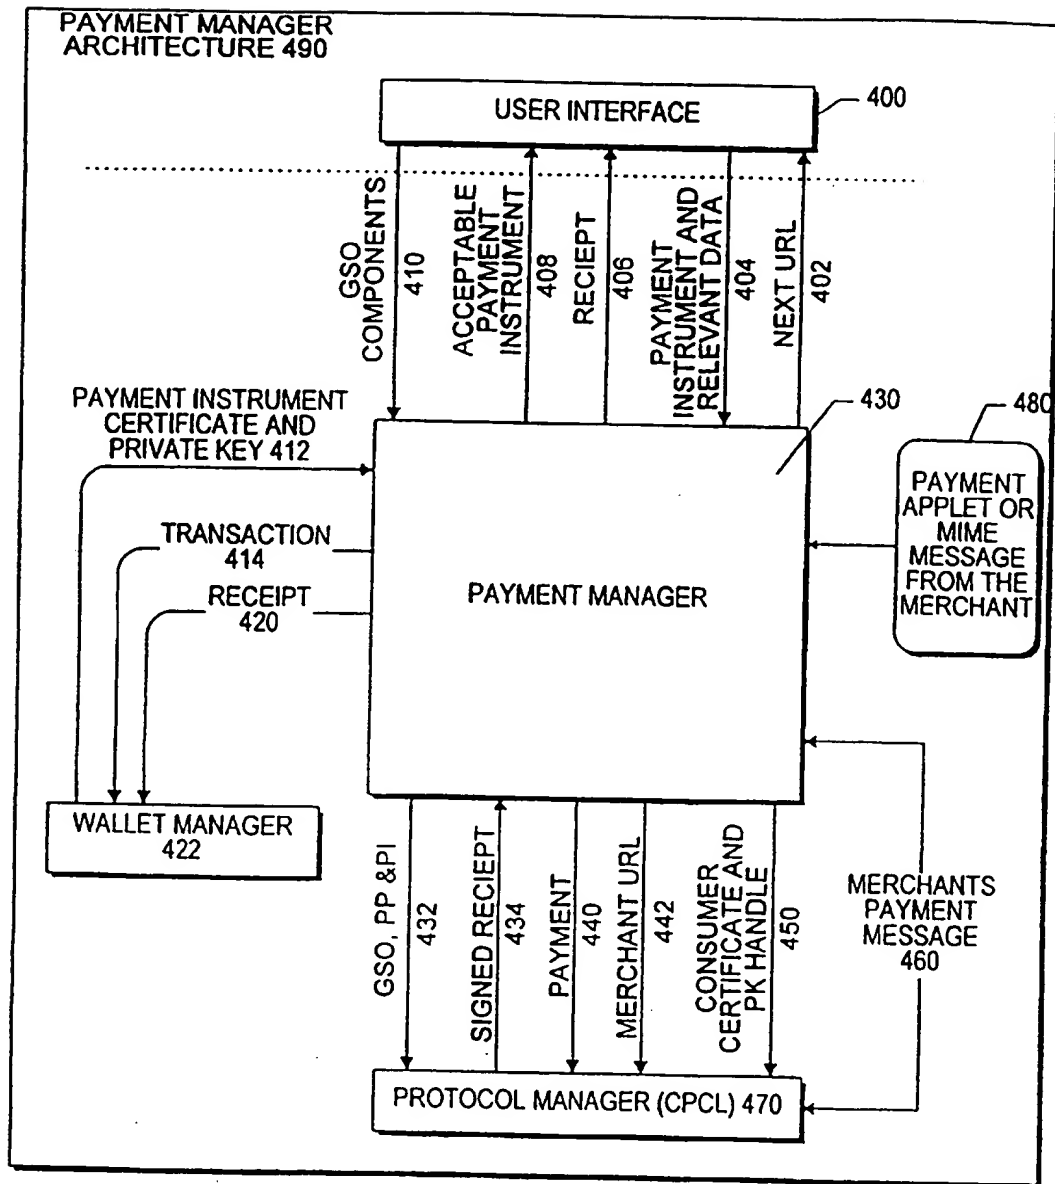 PAYMENT MANAGER
ARCHITECTURE 490
USER INTERFACE
400
GSO
COMPONENTS
410
ACCEPTABLE
PAYMENT
INSTRUMENT
408
RECIEPT
406
PAYMENT
INSTRUMENT AND
RELEVANT DATA
404
NEXT URL
402
PAYMENT INSTRUMENT
CERTIFICATE AND
PRIVATE KEY 412
TRANSACTION
414
RECEIPT
420
430
PAYMENT MANAGER
480
PAYMENT
APPLET OR
MIME
MESSAGE
FROM THE
MERCHANT
WALLET MANAGER
422
GSO, PP &PI
432
SIGNED RECIEPT
434
PAYMENT
440
MERCHANT URL
442
CONSUMER
CERTIFICATE AND
PK HANDLE
450
MERCHANTS
PAYMENT
MESSAGE
460
PROTOCOL MANAGER (CPCL) 470